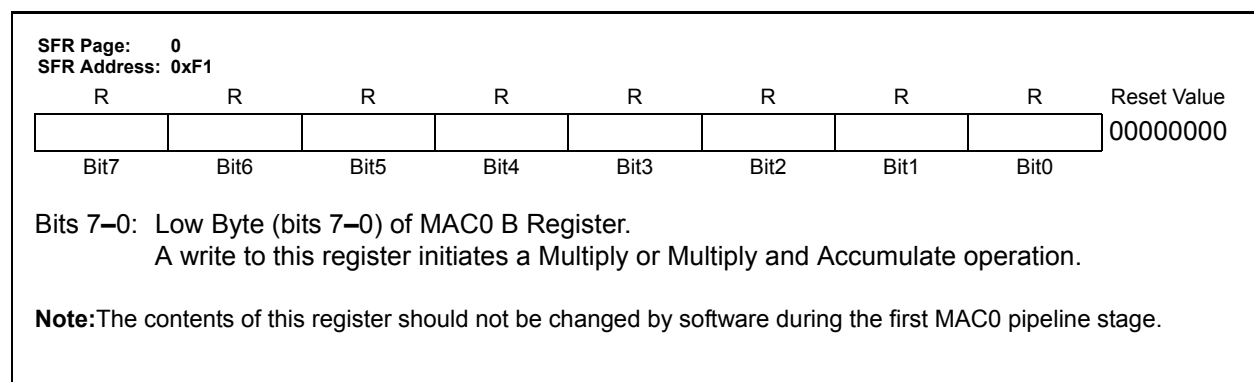 SFR Page: 0
SFR Address: 0xF1
R R R R R R R R Reset Value
00000000
Bit7 Bit6 Bit5 Bit4 Bit3 Bit2 Bit1 Bit0
Bits 7–0: Low Byte (bits 7–0) of MAC0 B Register.
A write to this register initiates a Multiply or Multiply and Accumulate operation.
Note:The contents of this register should not be changed by software during the first MAC0 pipeline stage.